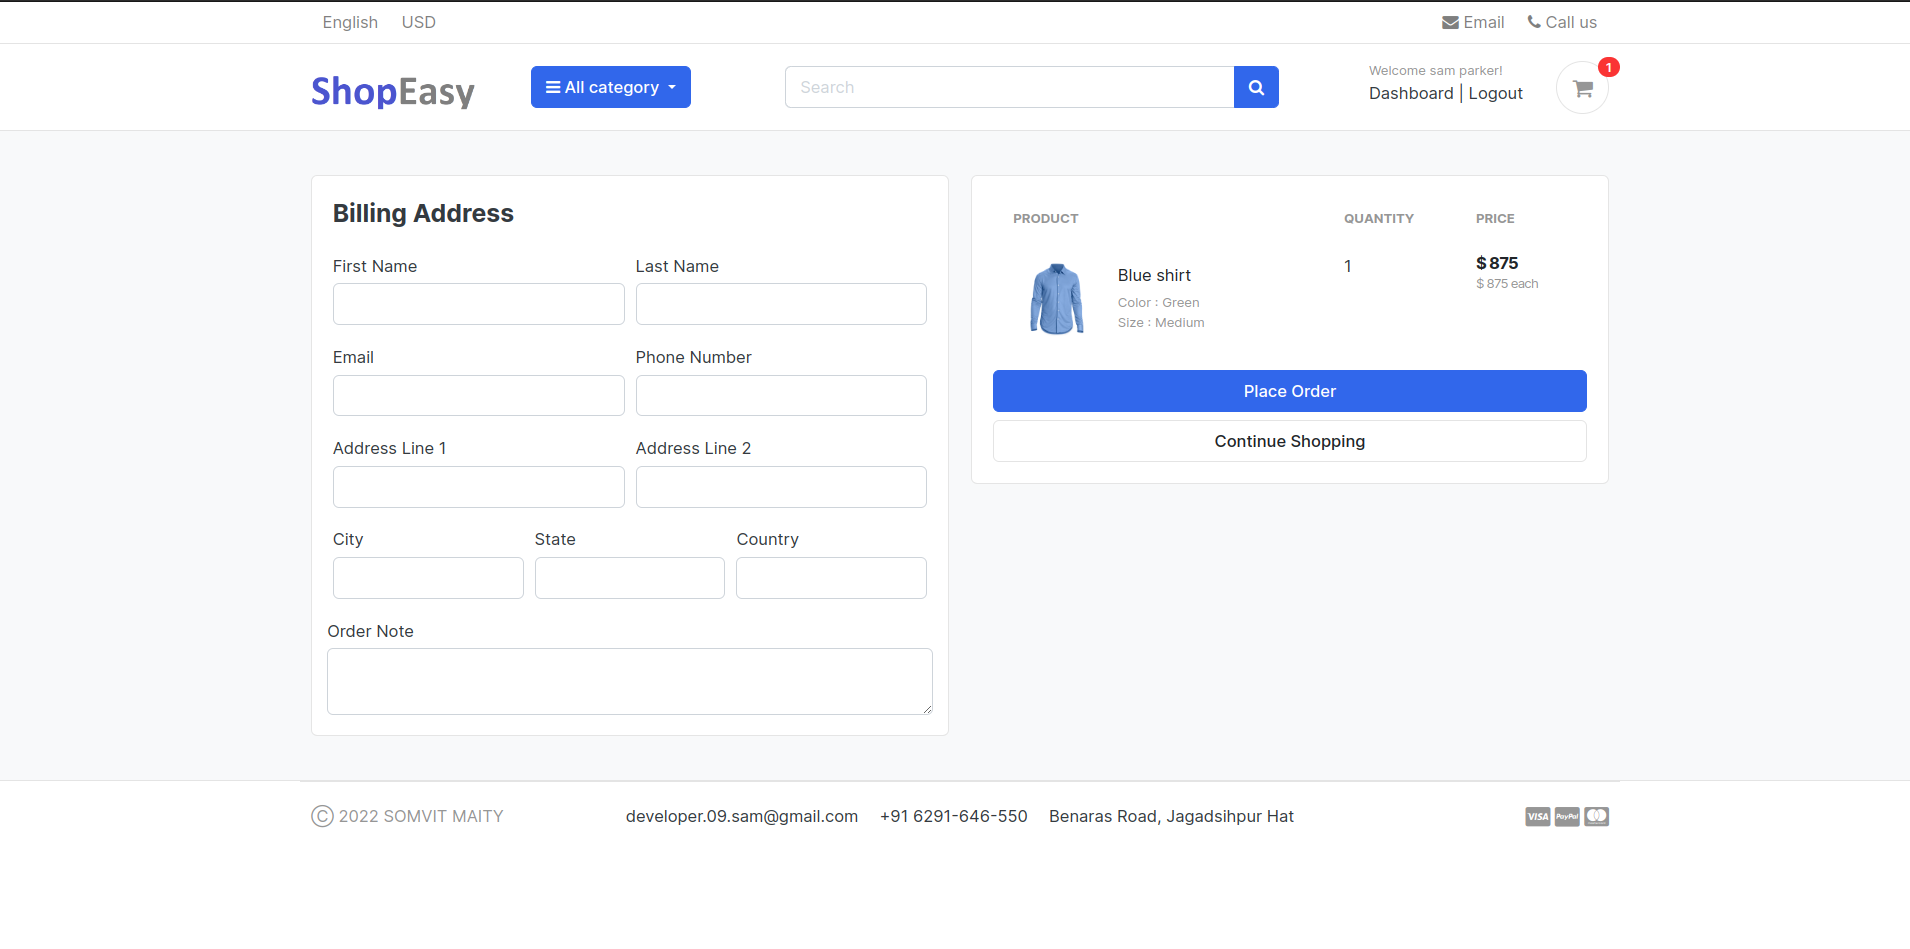 English USD Email Call us
ShopEasy All category Search Welcome sam parker!
Dashboard | Logout 1
Billing Address
First Name Last Name
Email Phone Number
Address Line 1 Address Line 2
City State Country
Order Note
PRODUCT QUANTITY PRICE
Blue shirt 1 $ 875
$ 875 each
Color : Green
Size : Medium
Place Order
Continue Shopping
© 2022 SOMVIT MAITY developer.09.sam@gmail.com +91 6291-646-550 Benaras Road, Jagadsihpur Hat VISA PayPal